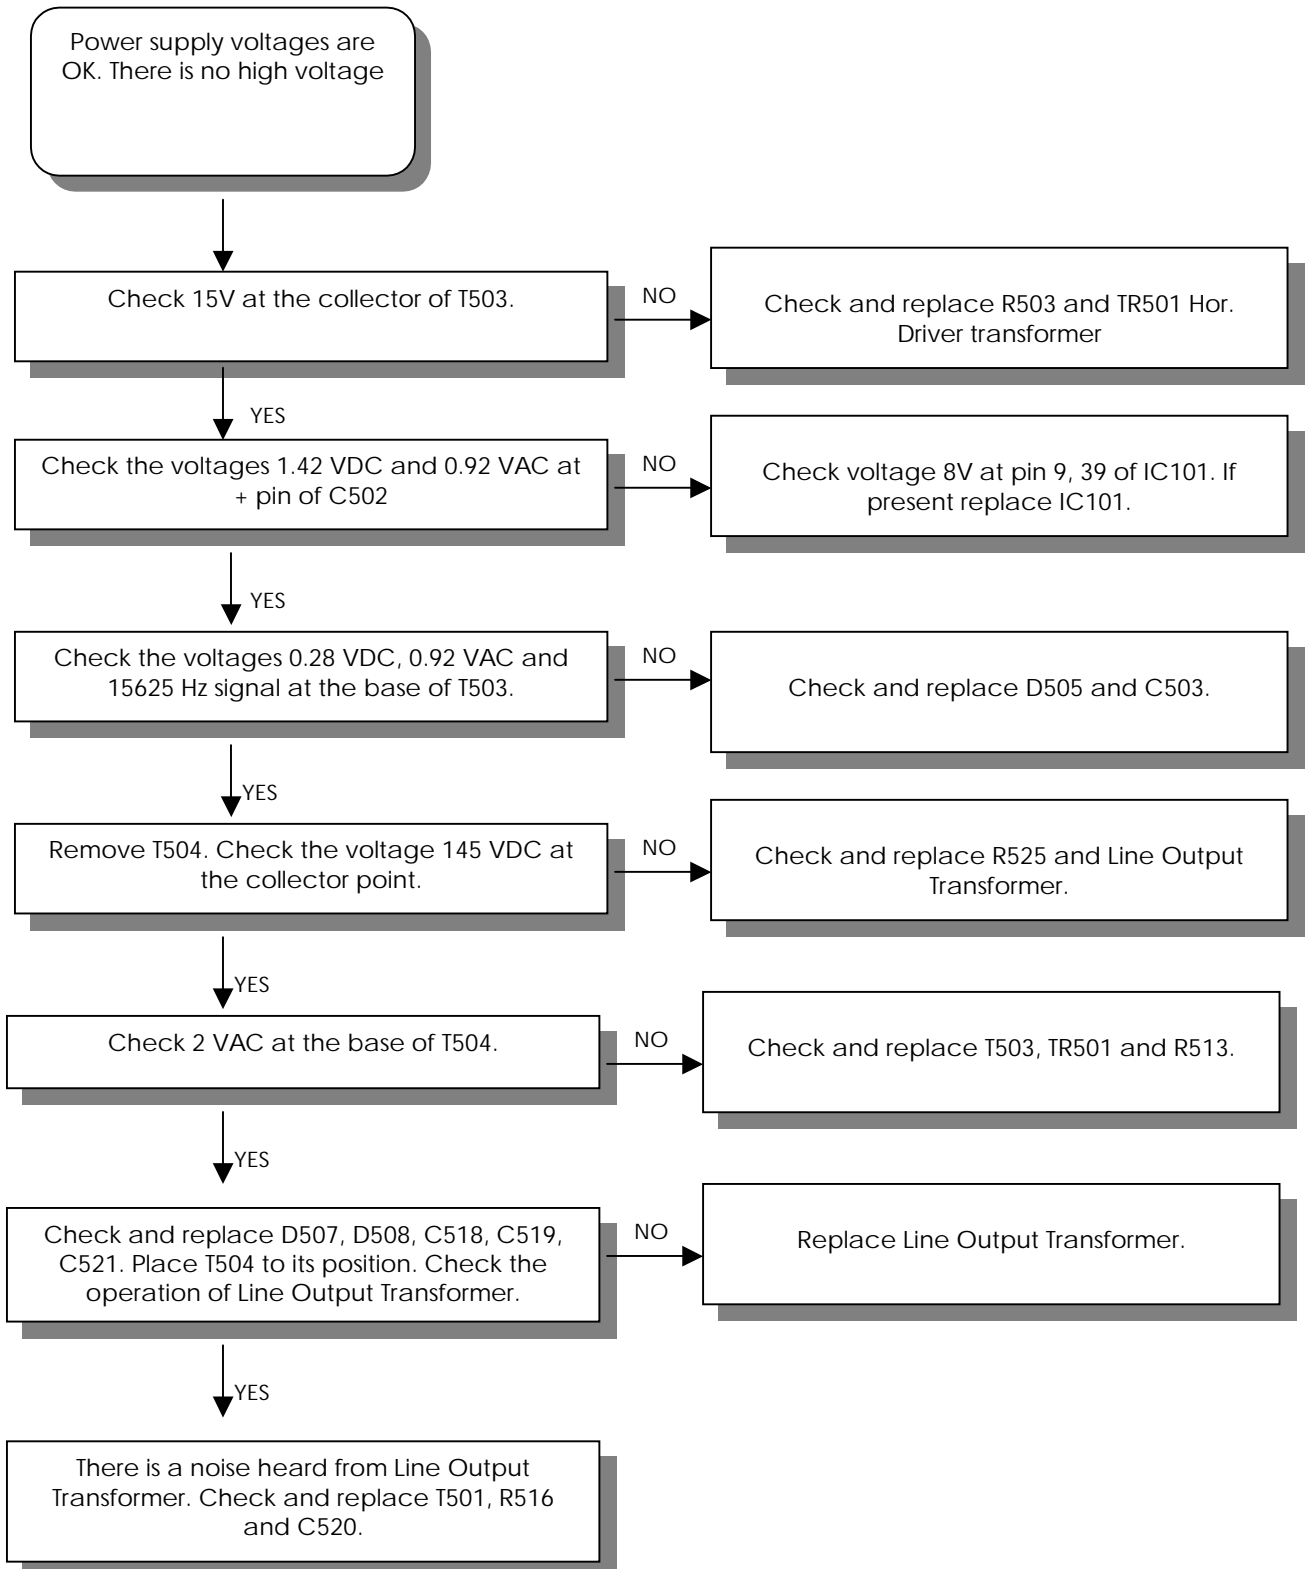 Power supply voltages are
OK. There is no high voltage
Check 15V at the collector of T503.
NO
Check and replace R503 and TR501 Hor.
Driver transformer
YES
Check the voltages 1.42 VDC and 0.92 VAC at
+ pin of C502
NO
Check voltage 8V at pin 9, 39 of IC101. If
present replace IC101.
YES
Check the voltages 0.28 VDC, 0.92 VAC and
15625 Hz signal at the base of T503.
NO
Check and replace D505 and C503.
YES
Remove T504. Check the voltage 145 VDC at
the collector point.
NO
Check and replace R525 and Line Output
Transformer.
YES
Check 2 VAC at the base of T504.
NO
Check and replace T503, TR501 and R513.
YES
Check and replace D507, D508, C518, C519,
C521. Place T504 to its position. Check the
operation of Line Output Transformer.
NO
Replace Line Output Transformer.
YES
There is a noise heard from Line Output
Transformer. Check and replace T501, R516
and C520.